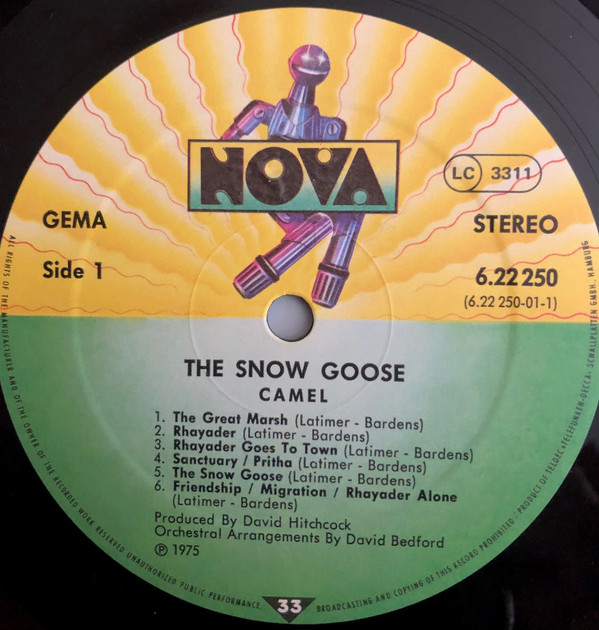 NOVA
LC 3311
GEMA
STEREO
Side 1
6.22 250
(6.22 250-01-1)
THE SNOW GOOSE
CAMEL
1. The Great Marsh (Latimer - Bardens)
2. Rhayader (Latimer - Bardens)
3. Rhayader Goes To Town (Latimer - Bardens)
4. Sanctuary / Pritha (Latimer - Bardens)
5. The Snow Goose (Latimer - Bardens)
6. Friendship / Migration / Rhayader Alone
(Latimer - Bardens)
Produced By David Hitchcock
Orchestral Arrangements By David Bedford
℗ 1975
33
ALL RIGHTS OF THE MANUFACTURER AND OF THE OWNER OF THE RECORDED WORK RESERVED UNAUTHORIZED PUBLIC PERFORMANCE, BROADCASTING AND COPYING OF THIS RECORD PROHIBITED · PRODUCT OF TELDEC »TELEFUNKEN-DECCA« SCHALLPLATTEN GMBH., HAMBURG